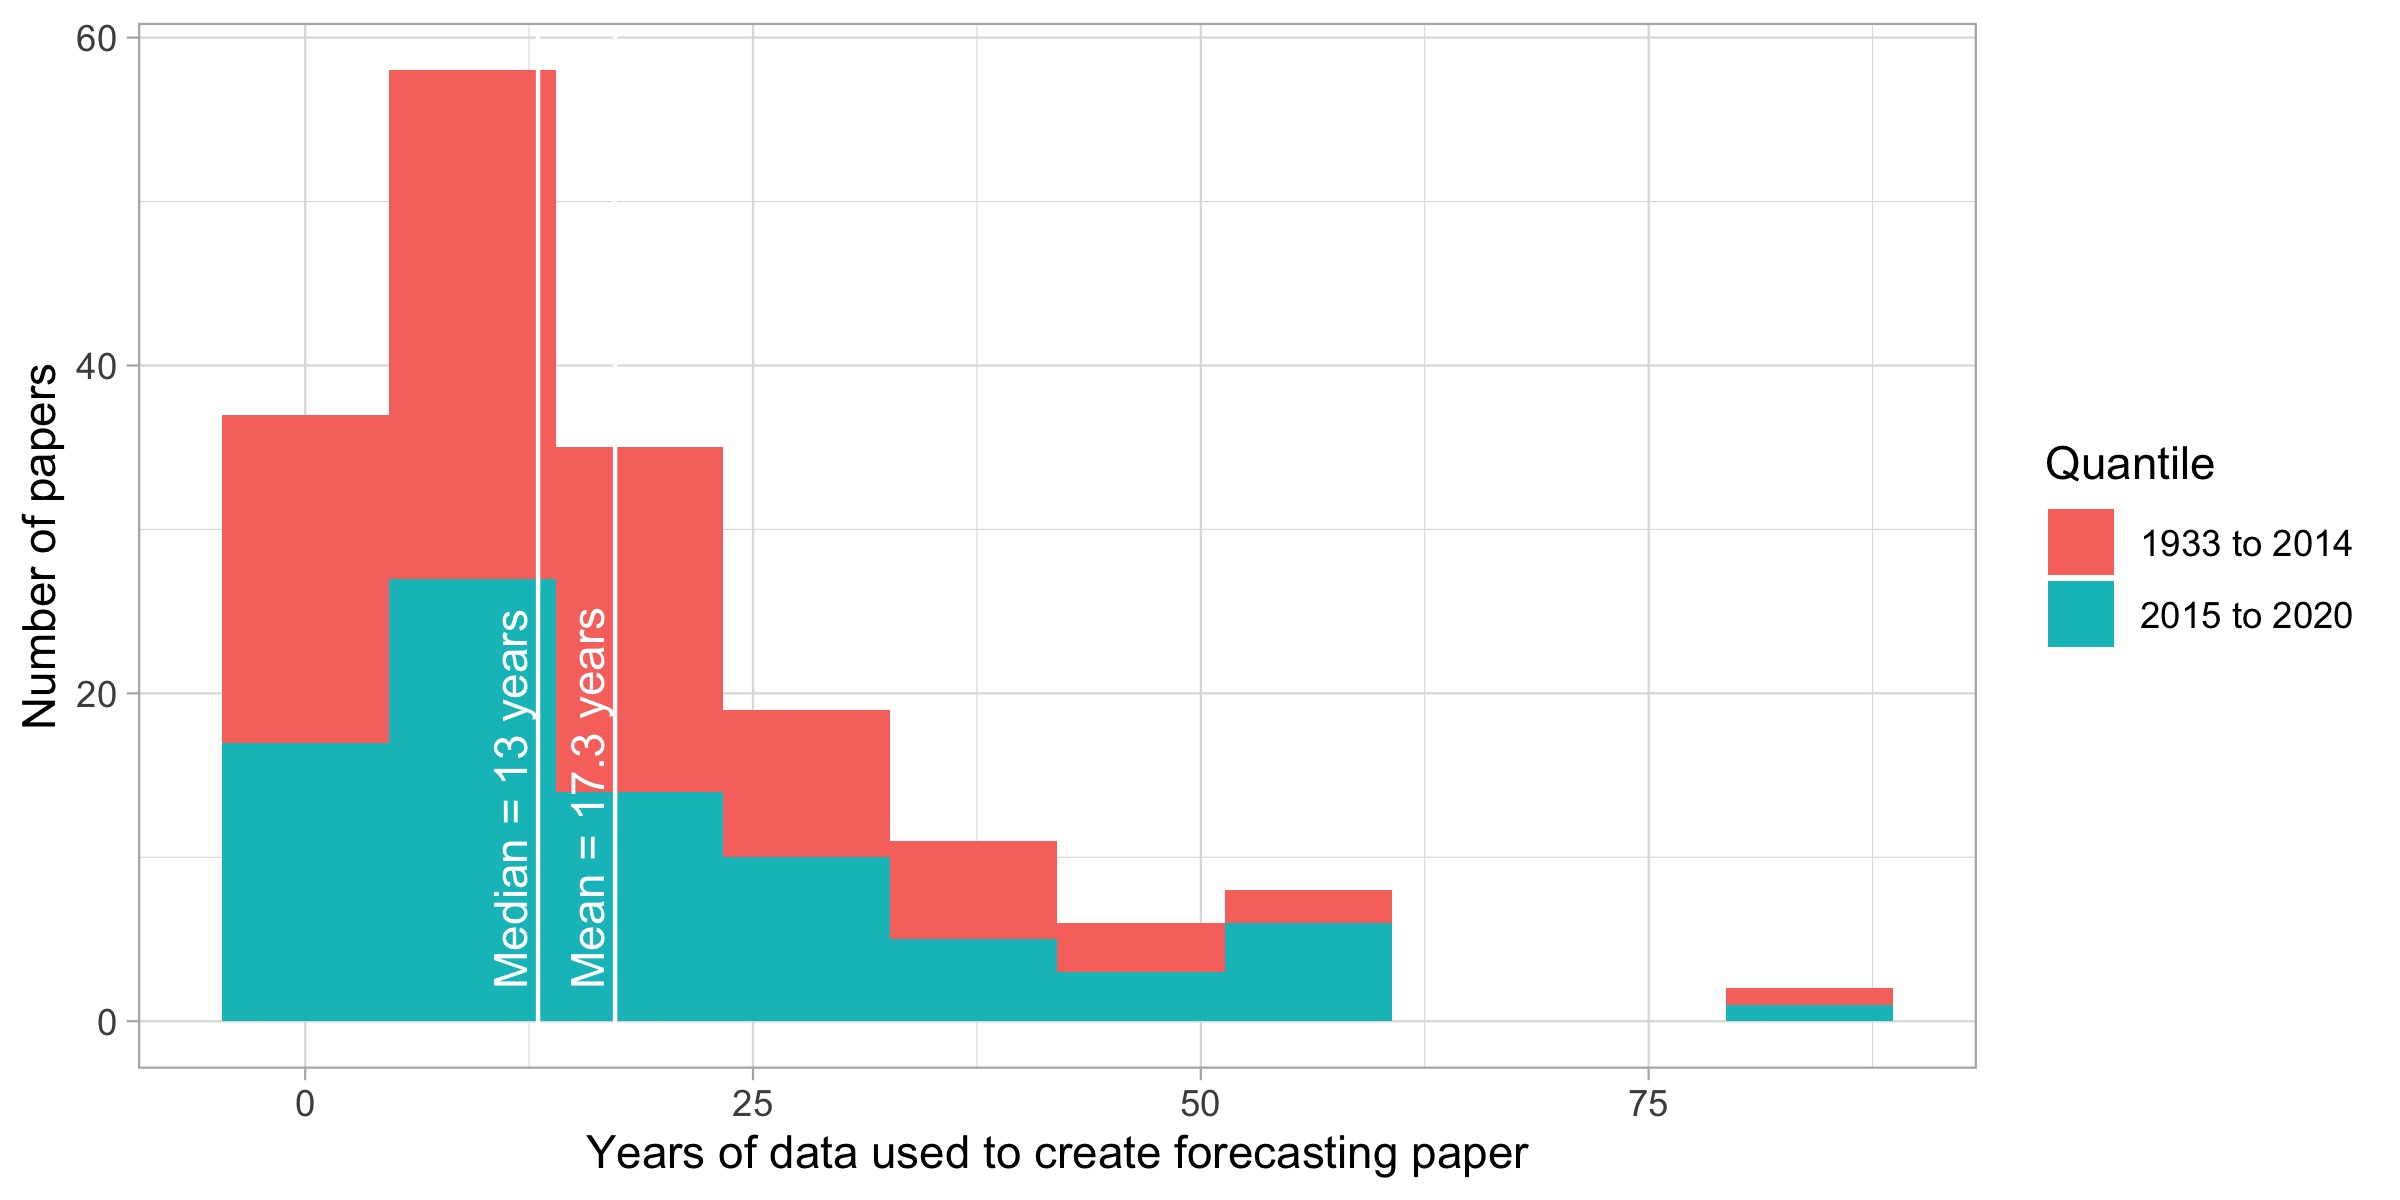 60
40
20
0
Number of papers
Median = 13 years
Mean = 17.3 years
0
25
50
75
Years of data used to create forecasting paper
Quantile
1933 to 2014
2015 to 2020